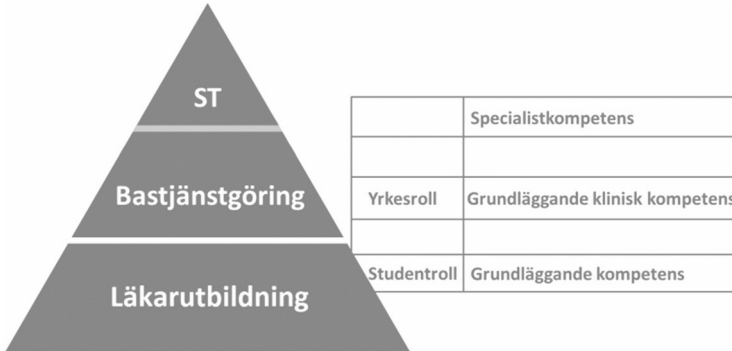 ST
Specialistkompetens
Bastjänstgöring
Yrkesroll Grundläggande klinisk kompetens
Studentroll Grundläggande kompetens
Läkarutbildning